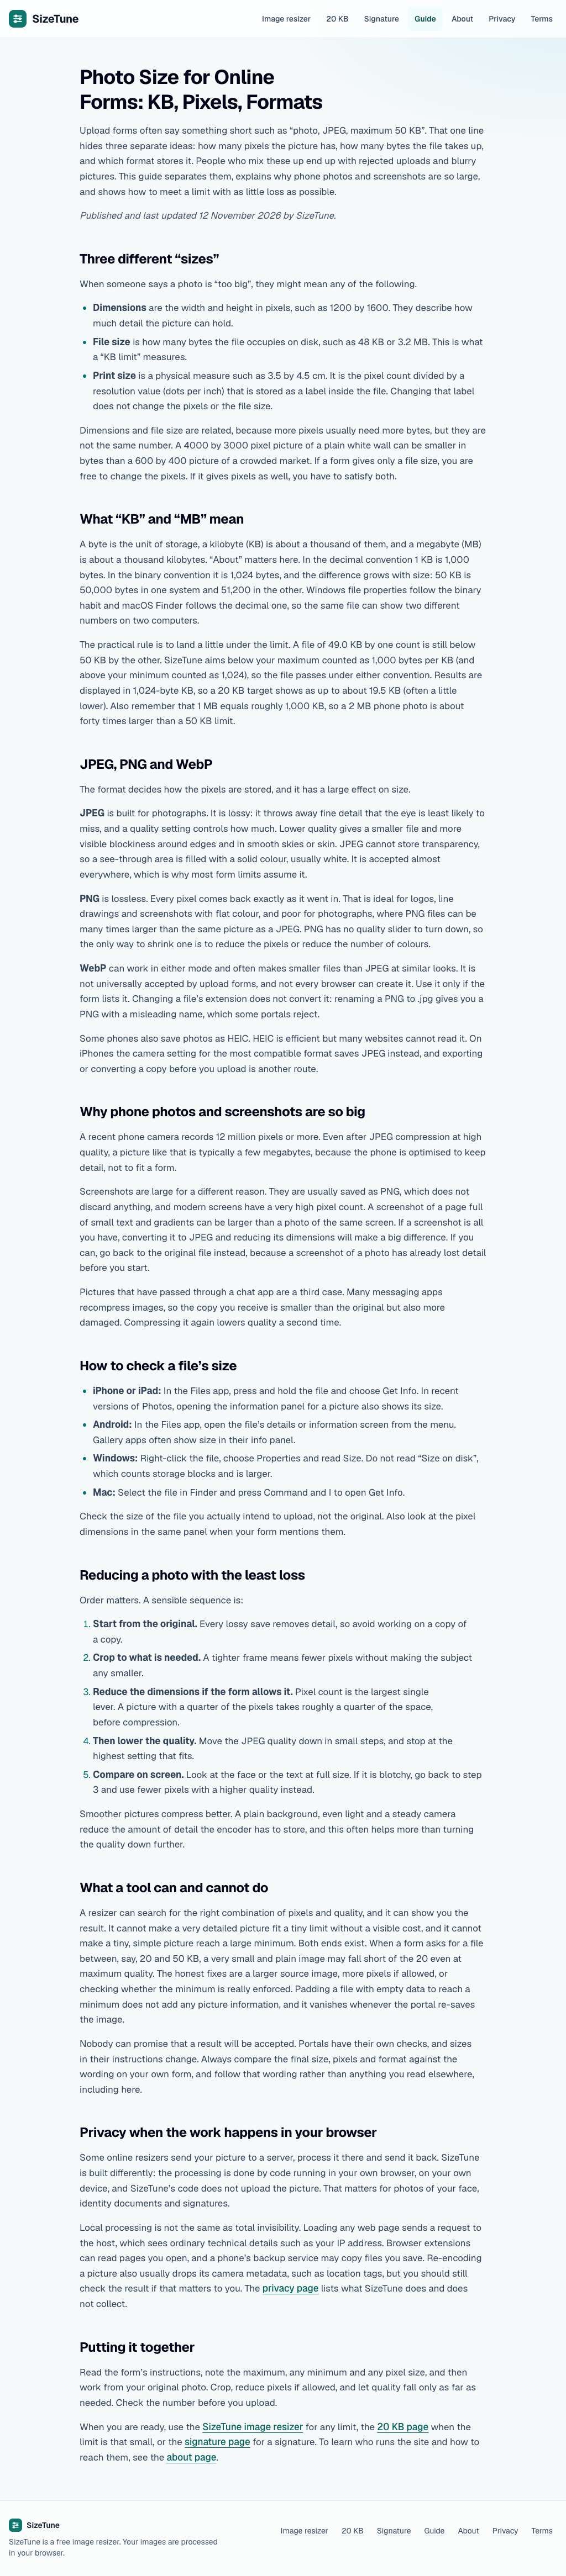 SizeTune
Image resizer 20 KB Signature Guide About Privacy Terms
Photo Size for Online
Forms: KB, Pixels, Formats
Upload forms often say something short such as “photo, JPEG, maximum 50 KB”. That one line
hides three separate ideas: how many pixels the picture has, how many bytes the file takes up,
and which format stores it. People who mix these up end up with rejected uploads and blurry
pictures. This guide separates them, explains why phone photos and screenshots are so large,
and shows how to meet a limit with as little loss as possible.
Published and last updated 12 November 2026 by SizeTune.
Three different “sizes”
When someone says a photo is “too big”, they might mean any of the following.
• Dimensions are the width and height in pixels, such as 1200 by 1600. They describe how
much detail the picture can hold.
• File size is how many bytes the file occupies on disk, such as 48 KB or 3.2 MB. This is what
a “KB limit” measures.
• Print size is a physical measure such as 3.5 by 4.5 cm. It is the pixel count divided by a
resolution value (dots per inch) that is stored as a label inside the file. Changing that label
does not change the pixels or the file size.
Dimensions and file size are related, because more pixels usually need more bytes, but they are
not the same number. A 4000 by 3000 pixel picture of a plain white wall can be smaller in
bytes than a 600 by 400 picture of a crowded market. If a form gives only a file size, you are
free to change the pixels. If it gives pixels as well, you have to satisfy both.
What “KB” and “MB” mean
A byte is the unit of storage, a kilobyte (KB) is about a thousand of them, and a megabyte (MB)
is about a thousand kilobytes. “About” matters here. In the decimal convention 1 KB is 1,000
bytes. In the binary convention it is 1,024 bytes, and the difference grows with size: 50 KB is
50,000 bytes in one system and 51,200 in the other. Windows file properties follow the binary
habit and macOS Finder follows the decimal one, so the same file can show two different
numbers on two computers.
The practical rule is to land a little under the limit. A file of 49.0 KB by one count is still below
50 KB by the other. SizeTune aims below your maximum counted as 1,000 bytes per KB (and
above your minimum counted as 1,024), so the file passes under either convention. Results are
displayed in 1,024-byte KB, so a 20 KB target shows as up to about 19.5 KB (often a little
lower). Also remember that 1 MB equals roughly 1,000 KB, so a 2 MB phone photo is about
forty times larger than a 50 KB limit.
JPEG, PNG and WebP
The format decides how the pixels are stored, and it has a large effect on size.
JPEG is built for photographs. It is lossy: it throws away fine detail that the eye is least likely to
miss, and a quality setting controls how much. Lower quality gives a smaller file and more
visible blockiness around edges and in smooth skies or skin. JPEG cannot store transparency,
so a see-through area is filled with a solid colour, usually white. It is accepted almost
everywhere, which is why most form limits assume it.
PNG is lossless. Every pixel comes back exactly as it went in. That is ideal for logos, line
drawings and screenshots with flat colour, and poor for photographs, where PNG files can be
many times larger than the same picture as a JPEG. PNG has no quality slider to turn down, so
the only way to shrink one is to reduce the pixels or reduce the number of colours.
WebP can work in either mode and often makes smaller files than JPEG at similar looks. It is
not universally accepted by upload forms, and not every browser can create it. Use it only if the
form lists it. Changing a file’s extension does not convert it: renaming a PNG to .jpg gives you a
PNG with a misleading name, which some portals reject.
Some phones also save photos as HEIC. HEIC is efficient but many websites cannot read it. On
iPhones the camera setting for the most compatible format saves JPEG instead, and exporting
or converting a copy before you upload is another route.
Why phone photos and screenshots are so big
A recent phone camera records 12 million pixels or more. Even after JPEG compression at high
quality, a picture like that is typically a few megabytes, because the phone is optimised to keep
detail, not to fit a form.
Screenshots are large for a different reason. They are usually saved as PNG, which does not
discard anything, and modern screens have a very high pixel count. A screenshot of a page full
of small text and gradients can be larger than a photo of the same screen. If a screenshot is all
you have, converting it to JPEG and reducing its dimensions will make a big difference. If you
can, go back to the original file instead, because a screenshot of a photo has already lost detail
before you start.
Pictures that have passed through a chat app are a third case. Many messaging apps
recompress images, so the copy you receive is smaller than the original but also more
damaged. Compressing it again lowers quality a second time.
How to check a file’s size
• iPhone or iPad: In the Files app, press and hold the file and choose Get Info. In recent
versions of Photos, opening the information panel for a picture also shows its size.
• Android: In the Files app, open the file’s details or information screen from the menu.
Gallery apps often show size in their info panel.
• Windows: Right-click the file, choose Properties and read Size. Do not read “Size on disk”,
which counts storage blocks and is larger.
• Mac: Select the file in Finder and press Command and I to open Get Info.
Check the size of the file you actually intend to upload, not the original. Also look at the pixel
dimensions in the same panel when your form mentions them.
Reducing a photo with the least loss
Order matters. A sensible sequence is:
1. Start from the original. Every lossy save removes detail, so avoid working on a copy of
a copy.
2. Crop to what is needed. A tighter frame means fewer pixels without making the subject
any smaller.
3. Reduce the dimensions if the form allows it. Pixel count is the largest single
lever. A picture with a quarter of the pixels takes roughly a quarter of the space,
before compression.
4. Then lower the quality. Move the JPEG quality down in small steps, and stop at the
highest setting that fits.
5. Compare on screen. Look at the face or the text at full size. If it is blotchy, go back to step
3 and use fewer pixels with a higher quality instead.
Smoother pictures compress better. A plain background, even light and a steady camera
reduce the amount of detail the encoder has to store, and this often helps more than turning
the quality down further.
What a tool can and cannot do
A resizer can search for the right combination of pixels and quality, and it can show you the
result. It cannot make a very detailed picture fit a tiny limit without a visible cost, and it cannot
make a tiny, simple picture reach a large minimum. Both ends exist. When a form asks for a file
between, say, 20 and 50 KB, a very small and plain image may fall short of the 20 even at
maximum quality. The honest fixes are a larger source image, more pixels if allowed, or
checking whether the minimum is really enforced. Padding a file with empty data to reach a
minimum does not add any picture information, and it vanishes whenever the portal re-saves
the image.
Nobody can promise that a result will be accepted. Portals have their own checks, and sizes
in their instructions change. Always compare the final size, pixels and format against the
wording on your own form, and follow that wording rather than anything you read elsewhere,
including here.
Privacy when the work happens in your browser
Some online resizers send your picture to a server, process it there and send it back. SizeTune
is built differently: the processing is done by code running in your own browser, on your own
device, and SizeTune’s code does not upload the picture. That matters for photos of your face,
identity documents and signatures.
Local processing is not the same as total invisibility. Loading any web page sends a request to
the host, which sees ordinary technical details such as your IP address. Browser extensions
can read pages you open, and a phone’s backup service may copy files you save. Re-encoding
a picture also usually drops its camera metadata, such as location tags, but you should still
check the result if that matters to you. The privacy page lists what SizeTune does and does
not collect.
Putting it together
Read the form’s instructions, note the maximum, any minimum and any pixel size, and then
work from your original photo. Crop, reduce pixels if allowed, and let quality fall only as far as
needed. Check the number before you upload.
When you are ready, use the SizeTune image resizer for any limit, the 20 KB page when the
limit is that small, or the signature page for a signature. To learn who runs the site and how to
reach them, see the about page.
SizeTune
SizeTune is a free image resizer. Your images are processed
in your browser.
Image resizer 20 KB Signature Guide About Privacy Terms